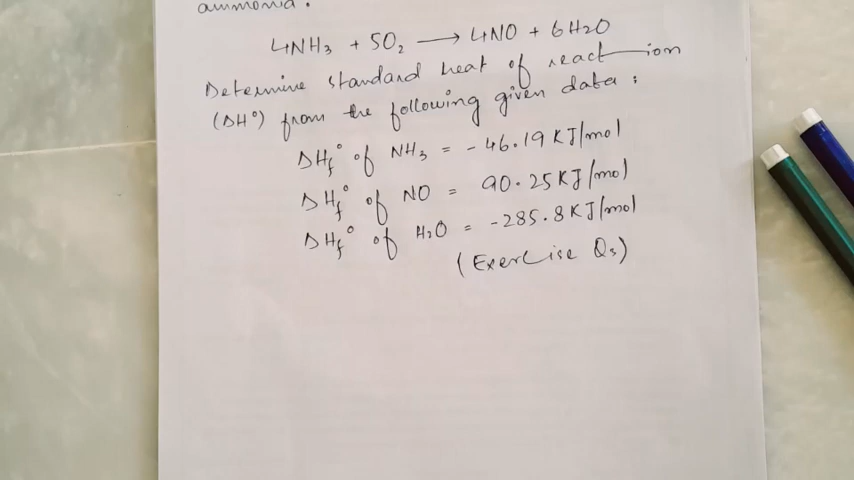 ammonia.
4NH3 + 5O2 ⟶ 4NO + 6H2O
Determine standard heat of reaction
(ΔH°) from the following given data :
ΔHf° of NH3 = -46.19 KJ/mol
ΔHf° of NO = 90.25 KJ/mol
ΔHf° of H2O = -285.8 KJ/mol
(Exercise Qs)